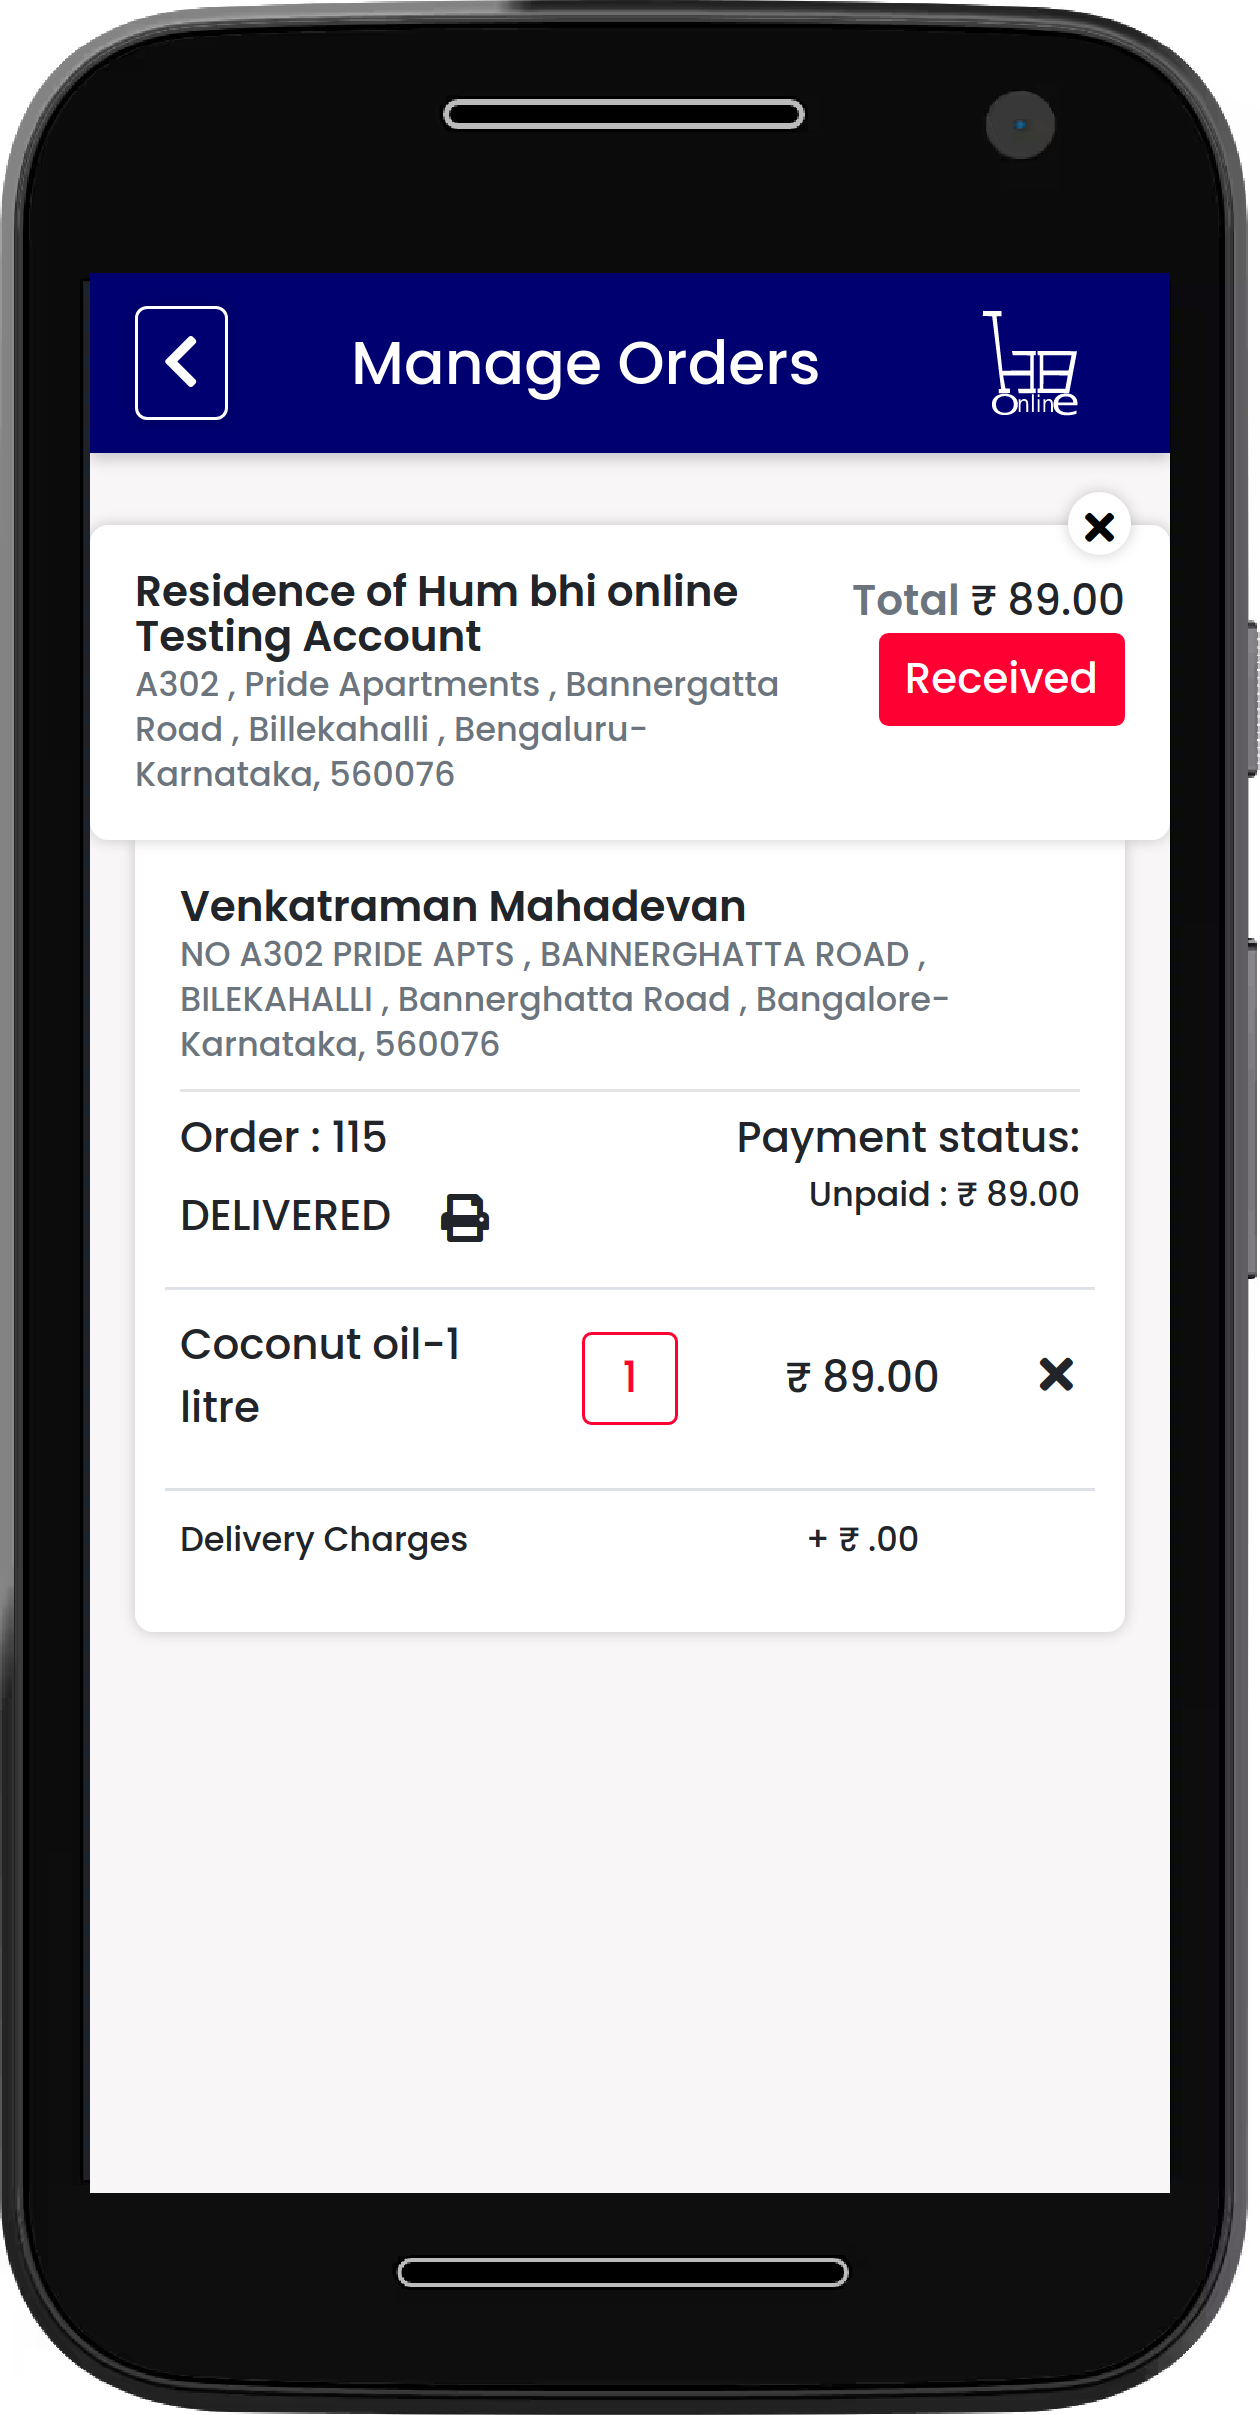 Manage Orders
Online
Residence of Hum bhi online
Testing Account
A302 , Pride Apartments , Bannergatta
Road , Billekahalli , Bengaluru-
Karnataka, 560076
Total ₹ 89.00
Received
Venkatraman Mahadevan
NO A302 PRIDE APTS , BANNERGHATTA ROAD ,
BILEKAHALLI , Bannerghatta Road , Bangalore-
Karnataka, 560076
Order : 115
Payment status:
Unpaid : ₹ 89.00
DELIVERED
Coconut oil-1
litre
1
₹ 89.00
Delivery Charges
+ ₹ .00